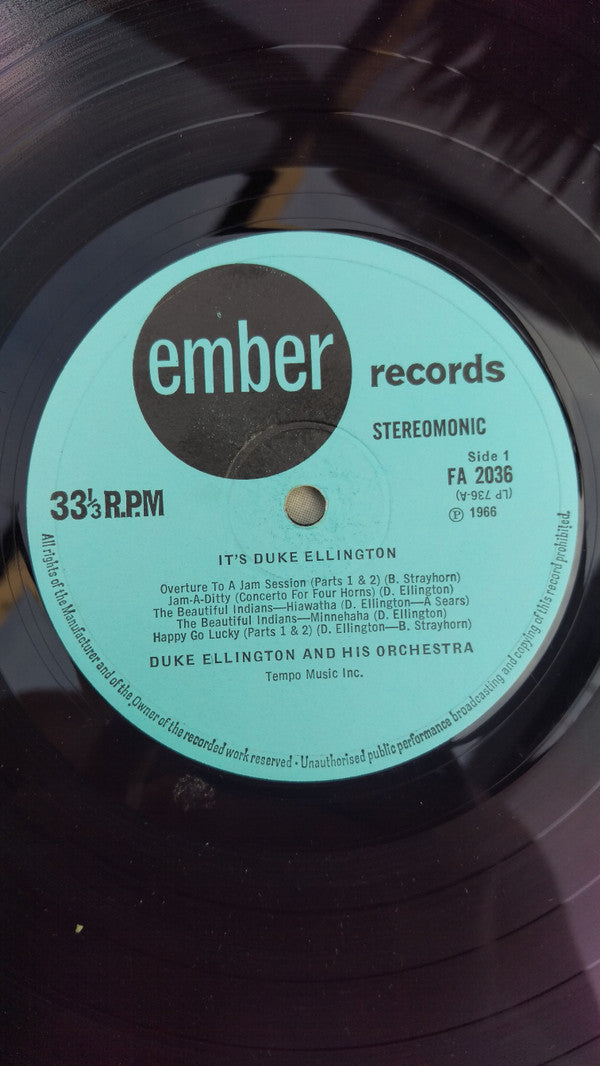 ember
records
STEREOMONIC
Side 1
FA 2036
(LP 736-A)
℗ 1966
33⅓ R.P.M
IT'S DUKE ELLINGTON
Overture To A Jam Session (Parts 1 & 2) (B. Strayhorn)
Jam-A-Ditty (Concerto For Four Horns) (D. Ellington)
The Beautiful Indians—Hiawatha (D. Ellington—A Sears)
The Beautiful Indians—Minnehaha (D. Ellington)
Happy Go Lucky (Parts 1 & 2) (D. Ellington—B. Strayhorn)
DUKE ELLINGTON AND HIS ORCHESTRA
Tempo Music Inc.
All rights of the Manufacturer and of the Owner of the recorded work reserved · Unauthorised public performance broadcasting and copying of this record prohibited.